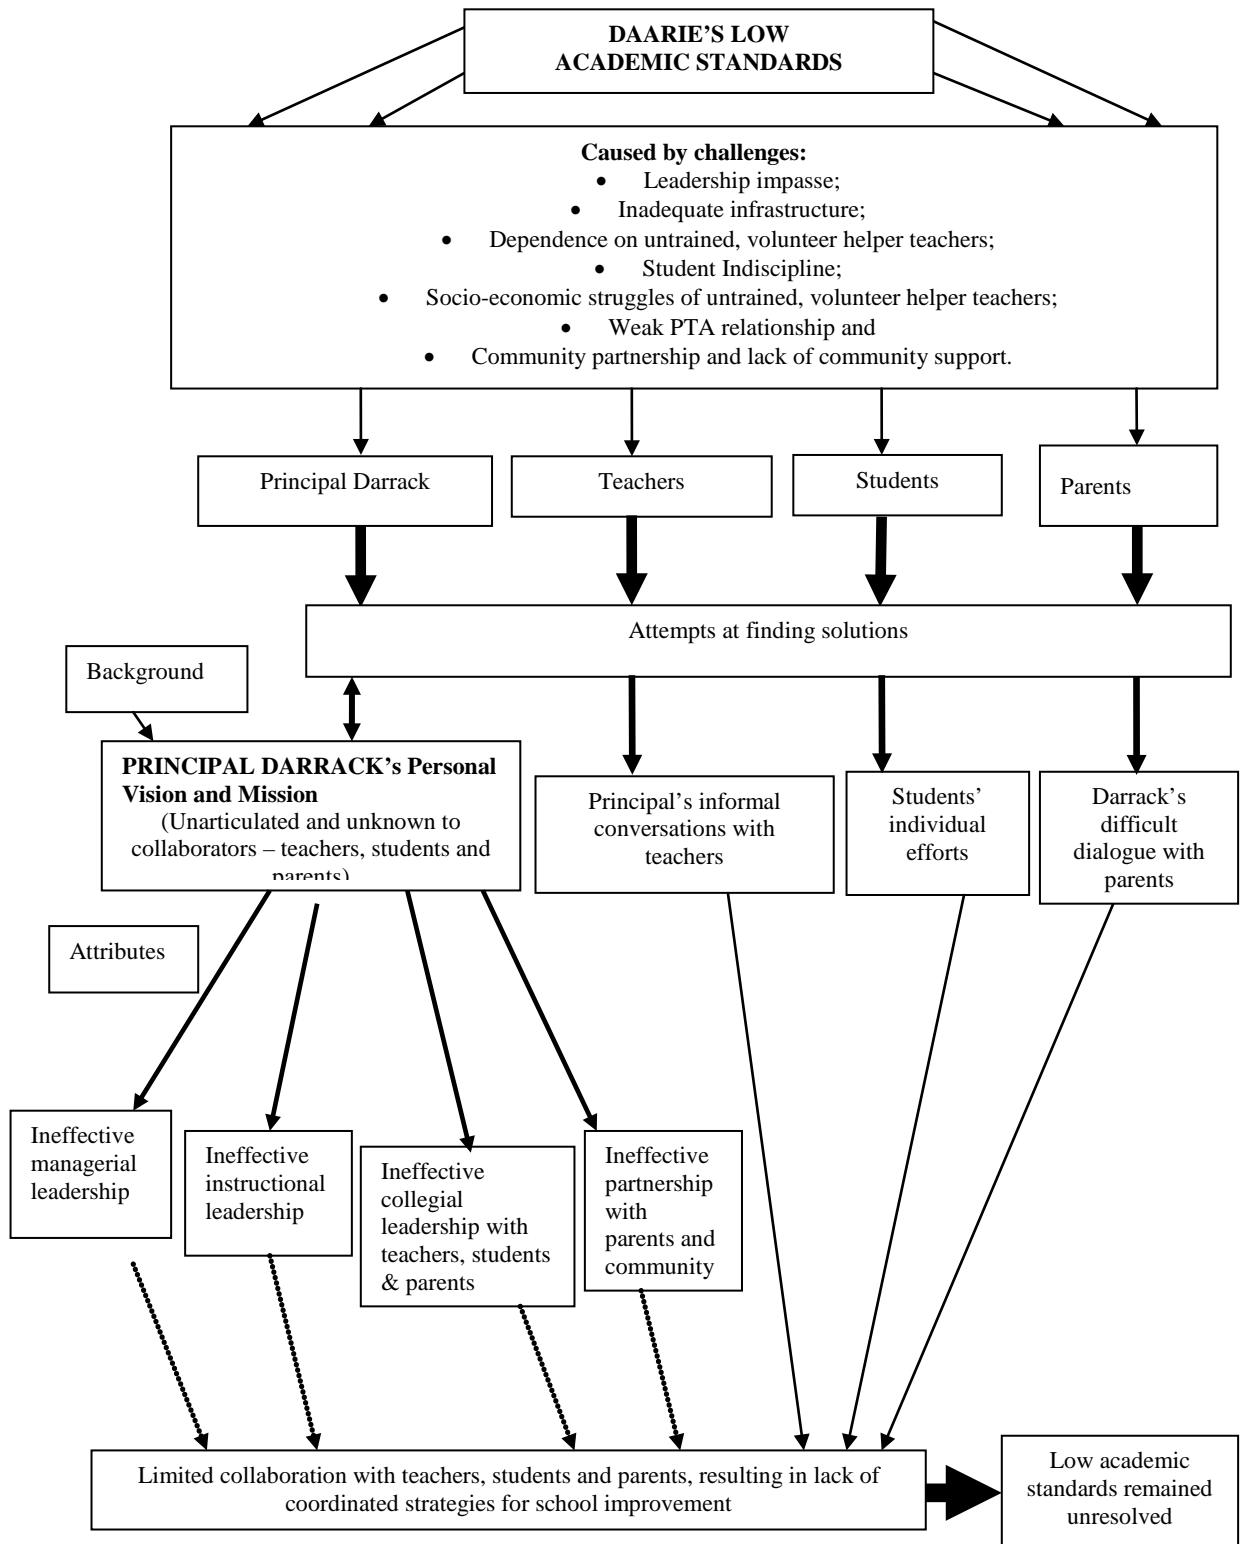 DAARIE’S LOW
ACADEMIC STANDARDS
Caused by challenges:
• Leadership impasse;
• Inadequate infrastructure;
• Dependence on untrained, volunteer helper teachers;
• Student Indiscipline;
• Socio-economic struggles of untrained, volunteer helper teachers;
• Weak PTA relationship and
• Community partnership and lack of community support.
Principal Darrack
Teachers
Students
Parents
Attempts at finding solutions
Background
PRINCIPAL DARRACK’s Personal
Vision and Mission
(Unarticulated and unknown to
collaborators – teachers, students and
parents)
Principal’s informal
conversations with
teachers
Students’
individual
efforts
Darrack’s
difficult
dialogue with
parents
Attributes
Ineffective
managerial
leadership
Ineffective
instructional
leadership
Ineffective
collegial
leadership with
teachers, students
& parents
Ineffective
partnership
with
parents and
community
Limited collaboration with teachers, students and parents, resulting in lack of
coordinated strategies for school improvement
Low academic
standards remained
unresolved